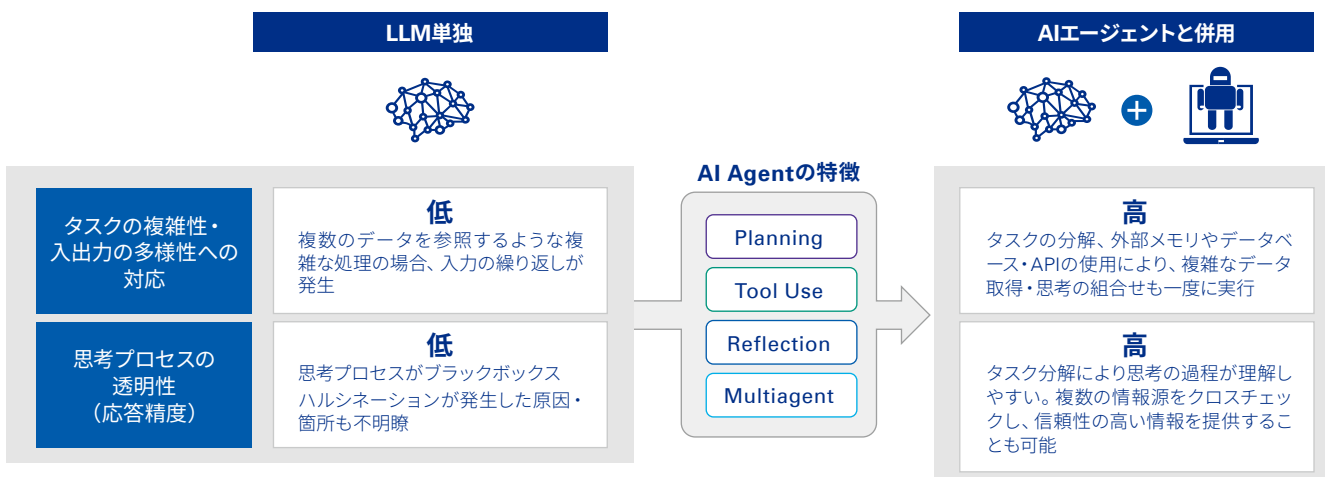 LLM単独
AIエージェントと併用
AI Agentの特徴
タスクの複雑性・
入出力の多様性への
対応
低
複数のデータを参照するような複
雑な処理の場合、入力の繰り返しが
発生
Planning
Tool Use
Reflection
Multiagent
高
タスクの分解、外部メモリやデータベ
ース・APIの使用により、複雑なデータ
取得・思考の組合せも一度に実行
思考プロセスの
透明性
（応答精度）
低
思考プロセスがブラックボックス
ハルシネーションが発生した原因・
箇所も不明瞭
高
タスク分解により思考の過程が理解し
やすい。複数の情報源をクロスチェッ
クし、信頼性の高い情報を提供するこ
とも可能